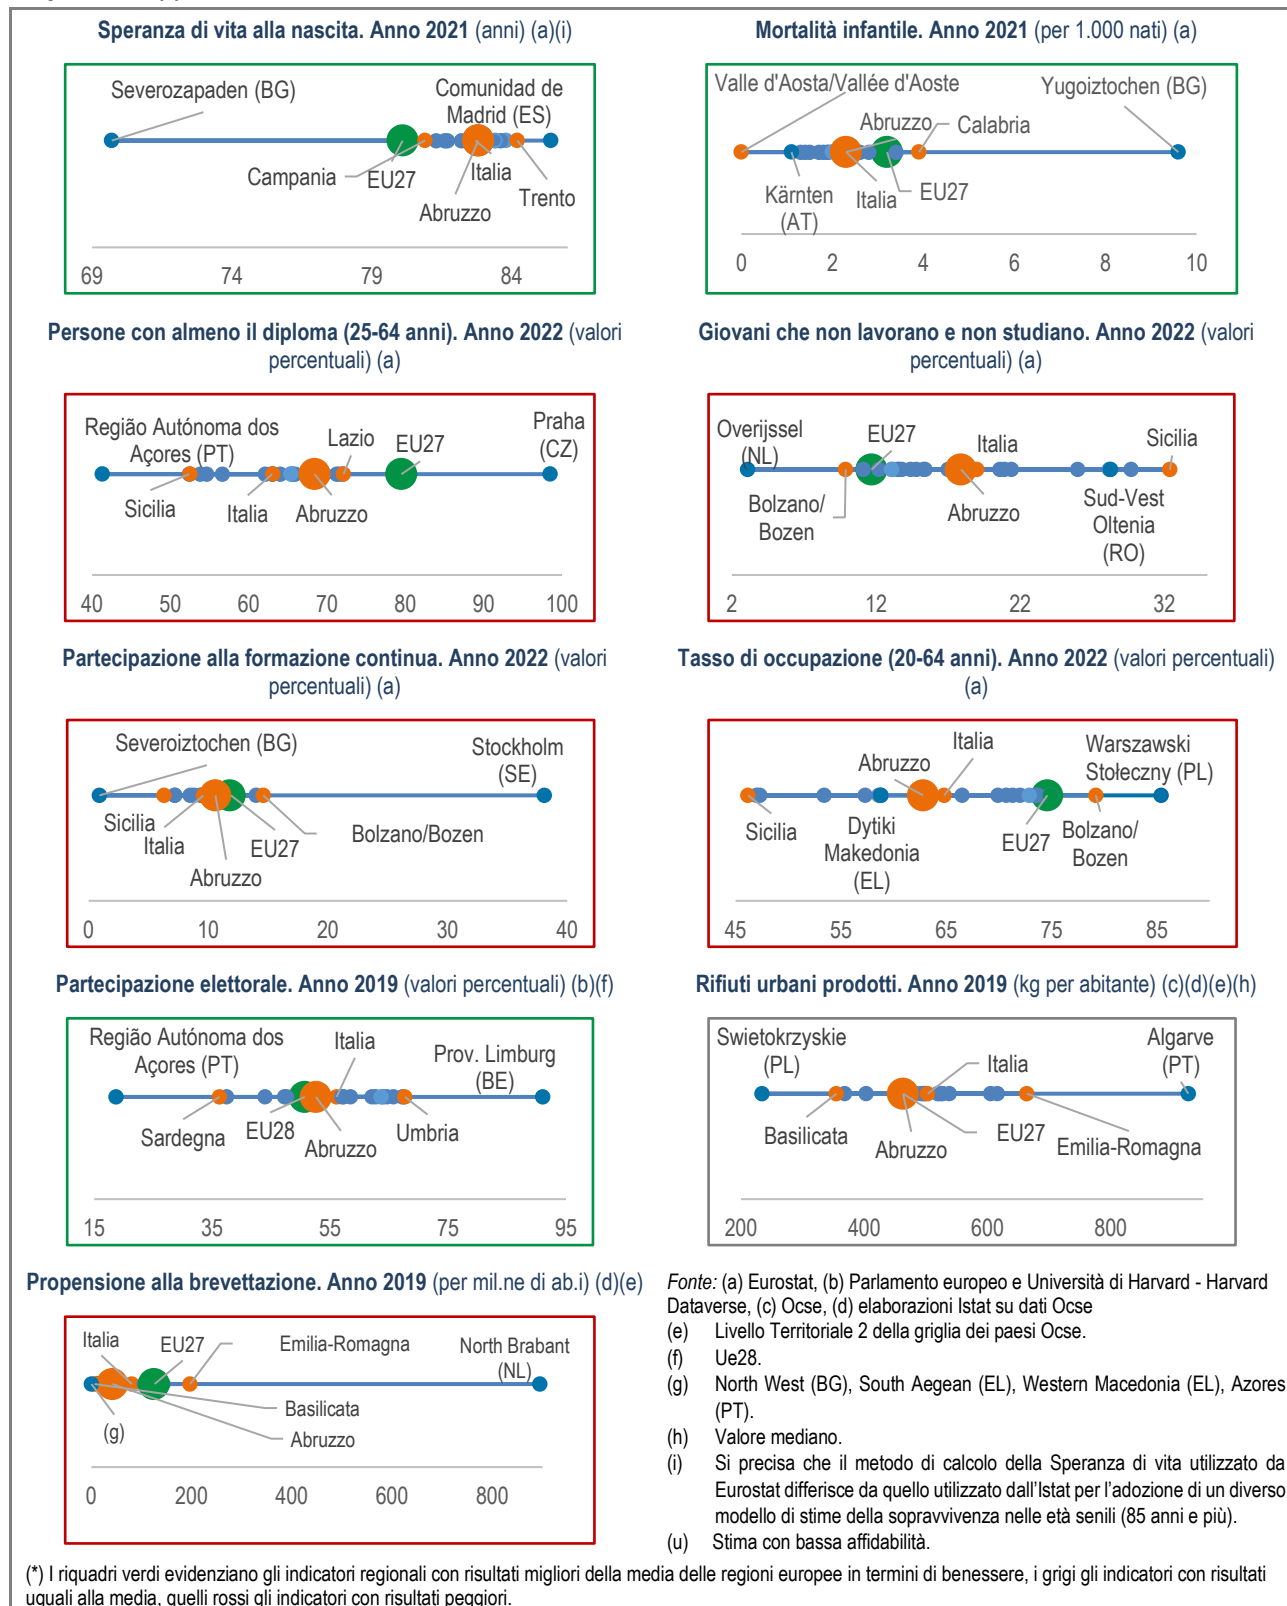 Speranza di vita alla nascita. Anno 2021 (anni) (a)(i)
Severozapaden (BG)
Comunidad de
Madrid (ES)
Campania
EU27
Italia
Abruzzo
Trento
69 74 79 84
Mortalità infantile. Anno 2021 (per 1.000 nati) (a)
Valle d'Aosta/Vallée d'Aoste
Yugoiztochen (BG)
Abruzzo
Calabria
Kärnten
(AT)
Italia
EU27
0 2 4 6 8 10
Persone con almeno il diploma (25-64 anni). Anno 2022 (valori
percentuali) (a)
Região Autónoma dos
Açores (PT)
Lazio
EU27
Praha
(CZ)
Sicilia
Italia
Abruzzo
40 50 60 70 80 90 100
Giovani che non lavorano e non studiano. Anno 2022 (valori
percentuali) (a)
Overijssel
(NL)
EU27
Italia
Sicilia
Bolzano/
Bozen
Abruzzo
Sud-Vest
Oltenia
(RO)
2 12 22 32
Partecipazione alla formazione continua. Anno 2022 (valori
percentuali) (a)
Severoiztochen (BG)
Stockholm
(SE)
Sicilia
Italia
EU27
Bolzano/Bozen
Abruzzo
0 10 20 30 40
Tasso di occupazione (20-64 anni). Anno 2022 (valori percentuali)
(a)
Italia
Abruzzo
Warszawski
Stołeczny (PL)
Sicilia
Dytiki
Makedonia
(EL)
EU27
Bolzano/
Bozen
45 55 65 75 85
Partecipazione elettorale. Anno 2019 (valori percentuali) (b)(f)
Região Autónoma dos
Açores (PT)
Italia
Prov. Limburg
(BE)
Sardegna
EU28
Abruzzo
Umbria
15 35 55 75 95
Rifiuti urbani prodotti. Anno 2019 (kg per abitante) (c)(d)(e)(h)
Swietokrzyskie
(PL)
Italia
Algarve
(PT)
Basilicata
Abruzzo
EU27
Emilia-Romagna
200 400 600 800
Propensione alla brevettazione. Anno 2019 (per mil.ne di ab.i) (d)(e)
Italia
EU27
Emilia-Romagna
North Brabant
(NL)
Basilicata
(g)
Abruzzo
0 200 400 600 800
Fonte: (a) Eurostat, (b) Parlamento europeo e Università di Harvard - Harvard
Dataverse, (c) Ocse, (d) elaborazioni Istat su dati Ocse
(e) Livello Territoriale 2 della griglia dei paesi Ocse.
(f) Ue28.
(g) North West (BG), South Aegean (EL), Western Macedonia (EL), Azores
(PT).
(h) Valore mediano.
(i) Si precisa che il metodo di calcolo della Speranza di vita utilizzato da
Eurostat differisce da quello utilizzato dall'Istat per l'adozione di un diverso
modello di stime della sopravvivenza nelle età senili (85 anni e più).
(u) Stima con bassa affidabilità.
(*) I riquadri verdi evidenziano gli indicatori regionali con risultati migliori della media delle regioni europee in termini di benessere, i grigi gli indicatori con risultati
uguali alla media, quelli rossi gli indicatori con risultati peggiori.